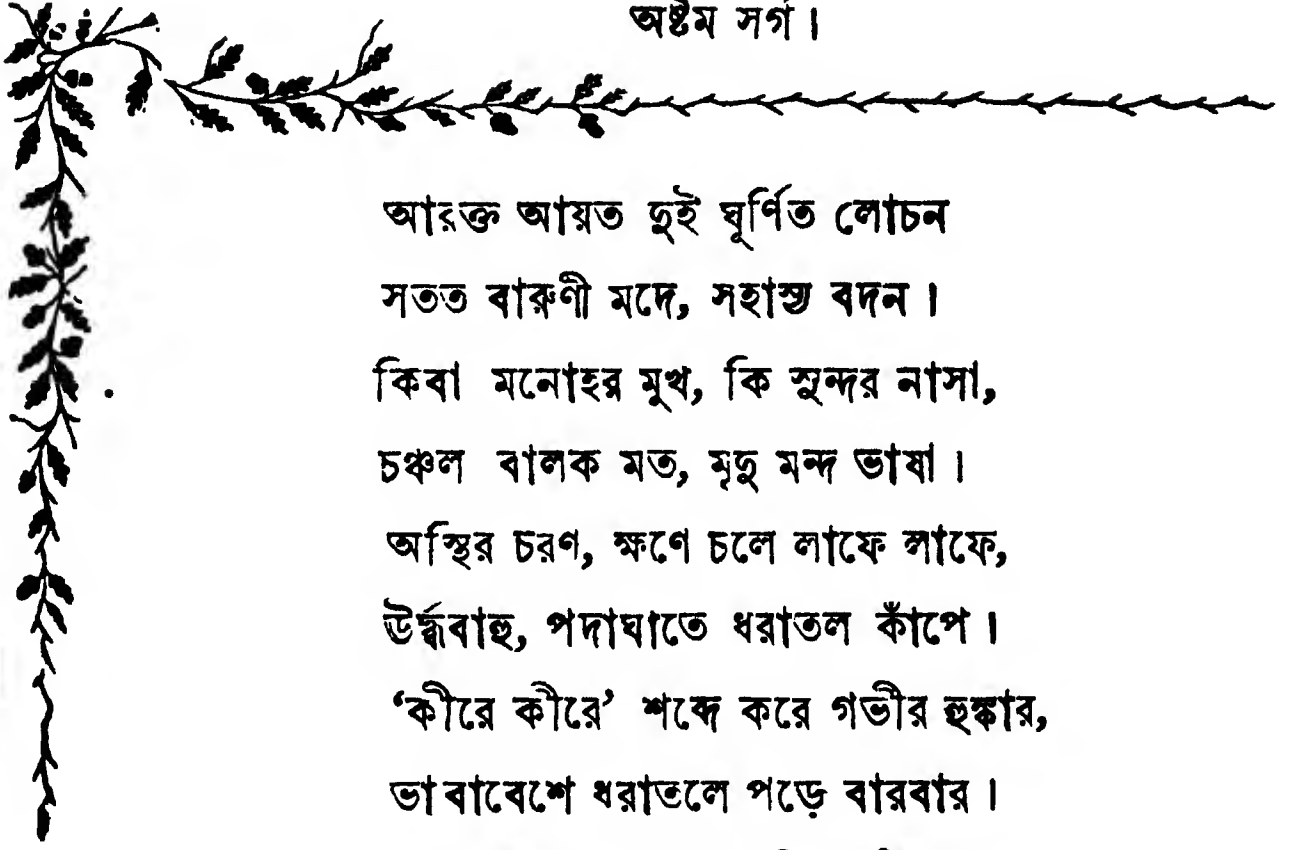 অষ্টম সর্গ।
আরক্ত আয়ত দুই ঘূর্ণিত লোচন
সতত বারুণী মদে, সহাস্য বদন।
কিবা মনোহর মুখ, কি সুন্দর নাসা,
চঞ্চল বালক মত, মৃদু মন্দ ভাষা।
অস্থির চরণ, ক্ষণে চলে লাফে লাফে,
ঊর্দ্ধবাহু, পদাঘাতে ধরাতল কাঁপে।
‘কীরে কীরে’ শব্দে করে গভীর হুঙ্কার,
ভাবাবেশে ধরাতলে পড়ে বারবার।